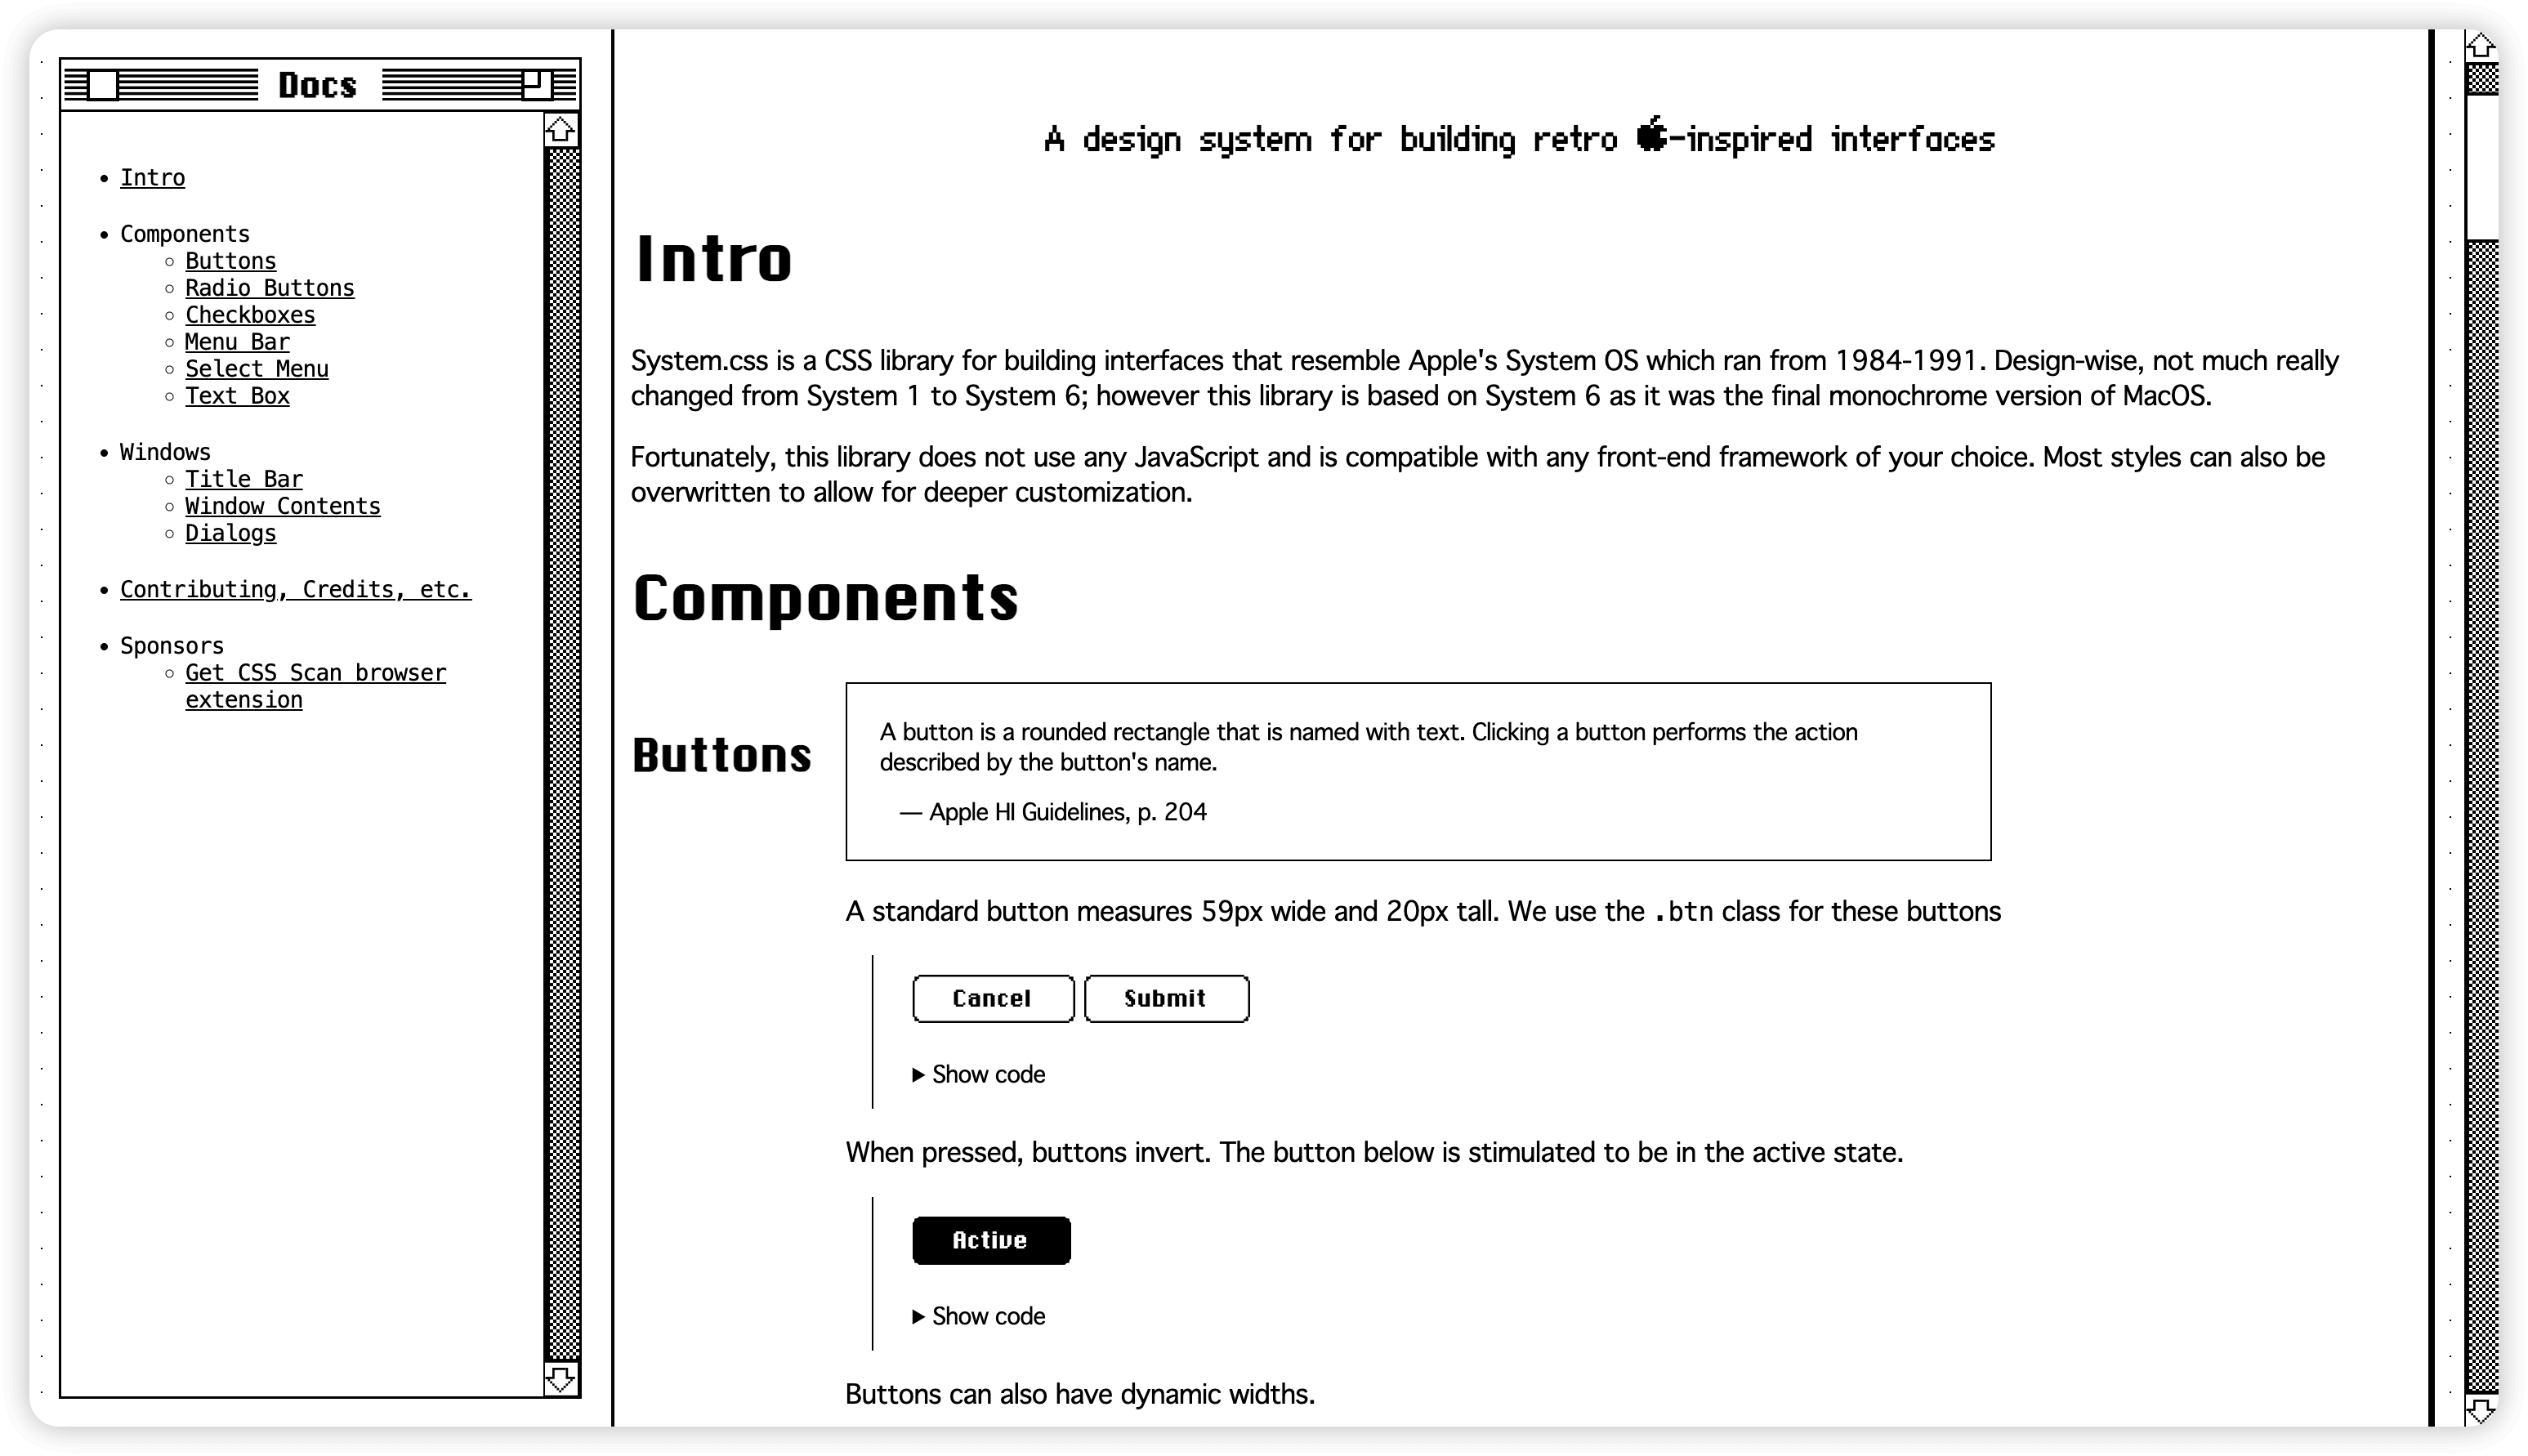 Docs
Intro
Components
Buttons
Radio Buttons
Checkboxes
Menu Bar
Select Menu
Text Box
Windows
Title Bar
Window Contents
Dialogs
Contributing, Credits, etc.
Sponsors
Get CSS Scan browser
extension
A design system for building retro -inspired interfaces
Intro
System.css is a CSS library for building interfaces that resemble Apple's System OS which ran from 1984-1991. Design-wise, not much really
changed from System 1 to System 6; however this library is based on System 6 as it was the final monochrome version of MacOS.
Fortunately, this library does not use any JavaScript and is compatible with any front-end framework of your choice. Most styles can also be
overwritten to allow for deeper customization.
Components
Buttons
A button is a rounded rectangle that is named with text. Clicking a button performs the action
described by the button's name.
— Apple HI Guidelines, p. 204
A standard button measures 59px wide and 20px tall. We use the .btn class for these buttons
Cancel Submit
Show code
When pressed, buttons invert. The button below is stimulated to be in the active state.
Active
Show code
Buttons can also have dynamic widths.